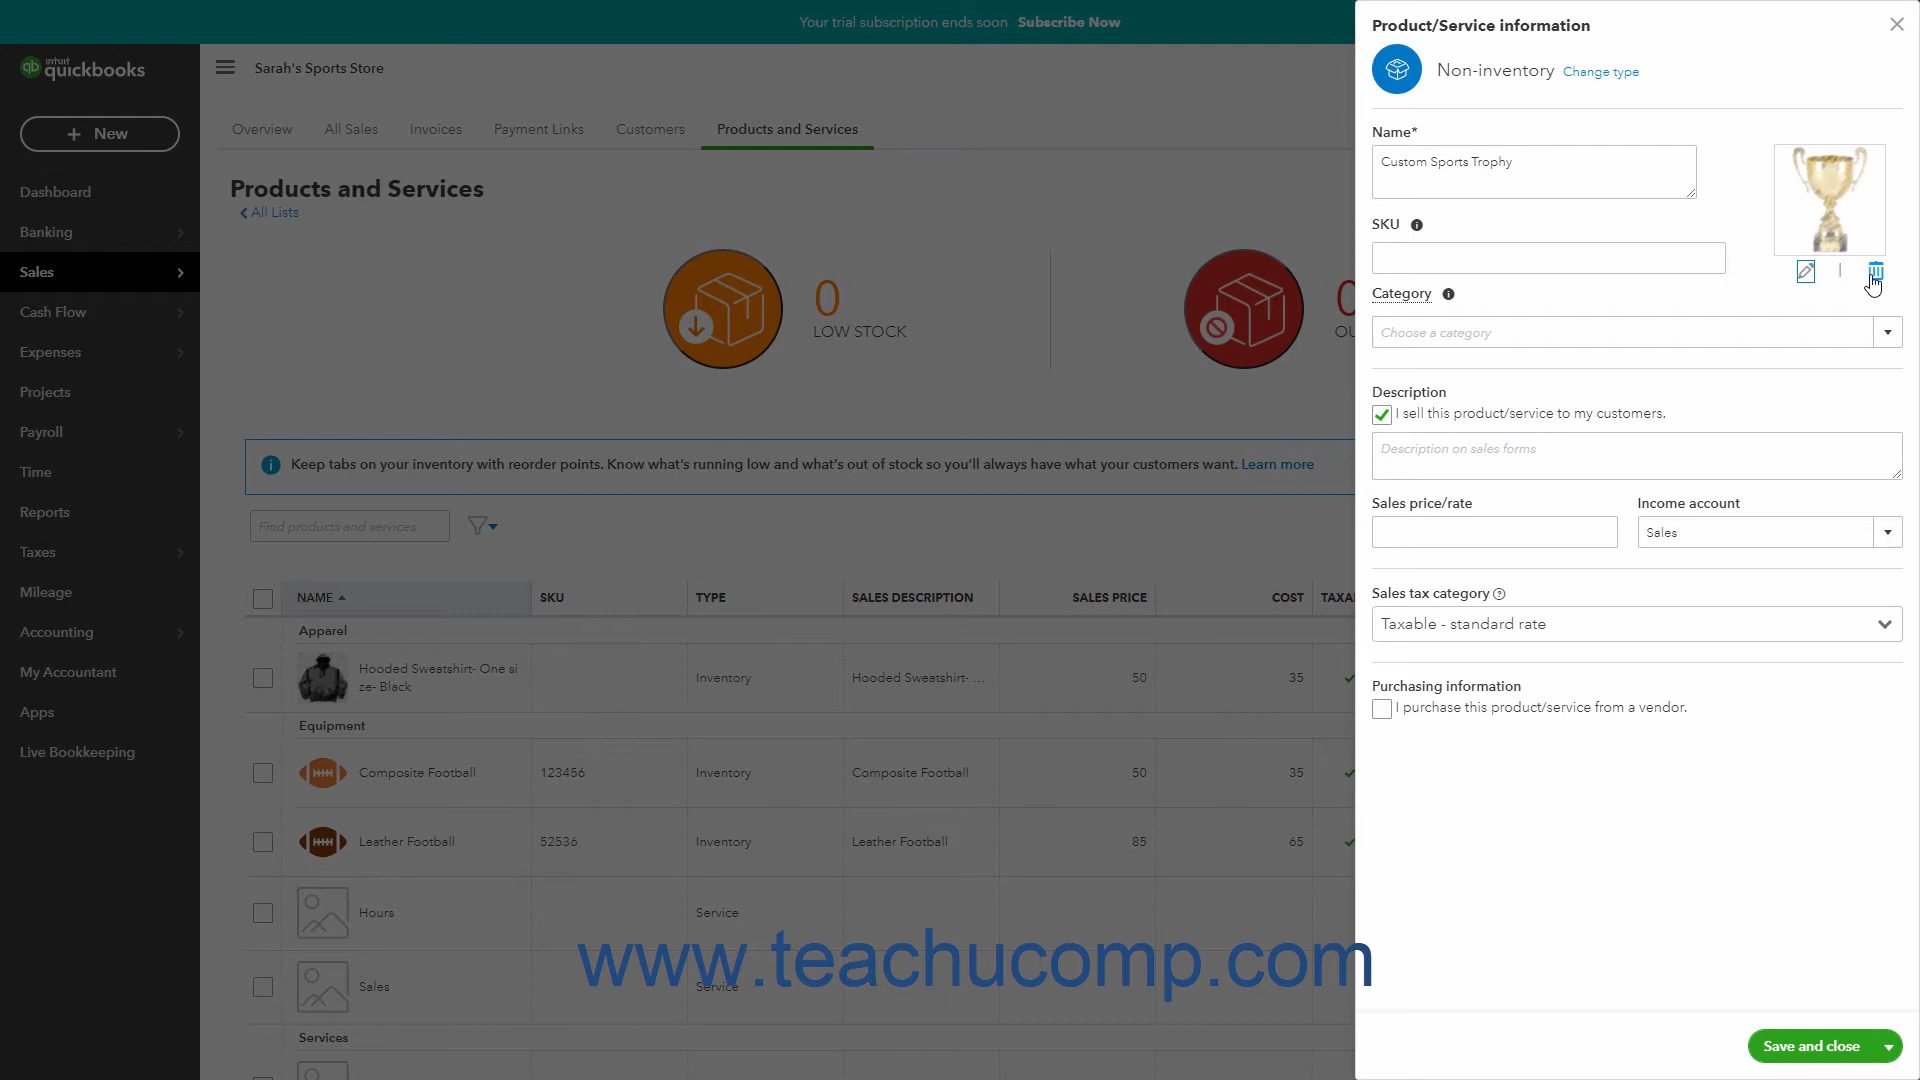 Your trial subscription ends soon Subscribe Now
intuit
quickbooks
New
Dashboard
Banking
Sales
Cash Flow
Expenses
Projects
Payroll
Time
Reports
Taxes
Mileage
Accounting
My Accountant
Apps
Live Bookkeeping
Sarah's Sports Store
Overview All Sales Invoices Payment Links Customers Products and Services
Products and Services
All Lists
0
LOW STOCK
0
OU
Keep tabs on your inventory with reorder points. Know what's running low and what's out of stock so you'll always have what your customers want. Learn more
Find products and services
NAME SKU TYPE SALES DESCRIPTION SALES PRICE COST TAXA
Apparel
Hooded Sweatshirt- One si
ze- Black
Inventory Hooded Sweatshirt- ... 50 35
Equipment
Composite Football 123456 Inventory Composite Football 50 35
Leather Football 52536 Inventory Leather Football 85 65
Hours Service
Sales Service
Services
www.teachucomp.com
Product/Service information
Non-inventory Change type
Name*
Custom Sports Trophy
SKU
Category
Choose a category
Description
I sell this product/service to my customers.
Description on sales forms
Sales price/rate Income account
Sales
Sales tax category
Taxable - standard rate
Purchasing information
I purchase this product/service from a vendor.
Save and close